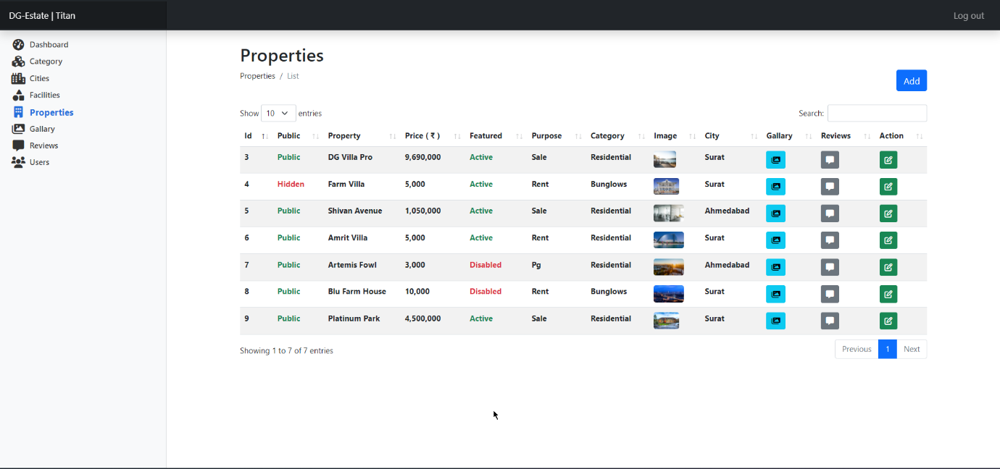 DG-Estate | Titan Log out
Dashboard
Category
Cities
Facilities
Properties
Gallary
Reviews
Users
Properties
Properties / List
Add
Show 10 entries Search:
Id Public Property Price ( ₹ ) Featured Purpose Category Image City Gallary Reviews Action
3 Public DG Villa Pro 9,690,000 Active Sale Residential Surat
4 Hidden Farm Villa 5,000 Active Rent Bunglows Surat
5 Public Shivan Avenue 1,050,000 Active Sale Residential Ahmedabad
6 Public Amrit Villa 5,000 Active Rent Residential Surat
7 Public Artemis Fowl 3,000 Disabled Pg Residential Ahmedabad
8 Public Blu Farm House 10,000 Disabled Rent Bunglows Surat
9 Public Platinum Park 4,500,000 Active Sale Residential Surat
Showing 1 to 7 of 7 entries Previous 1 Next